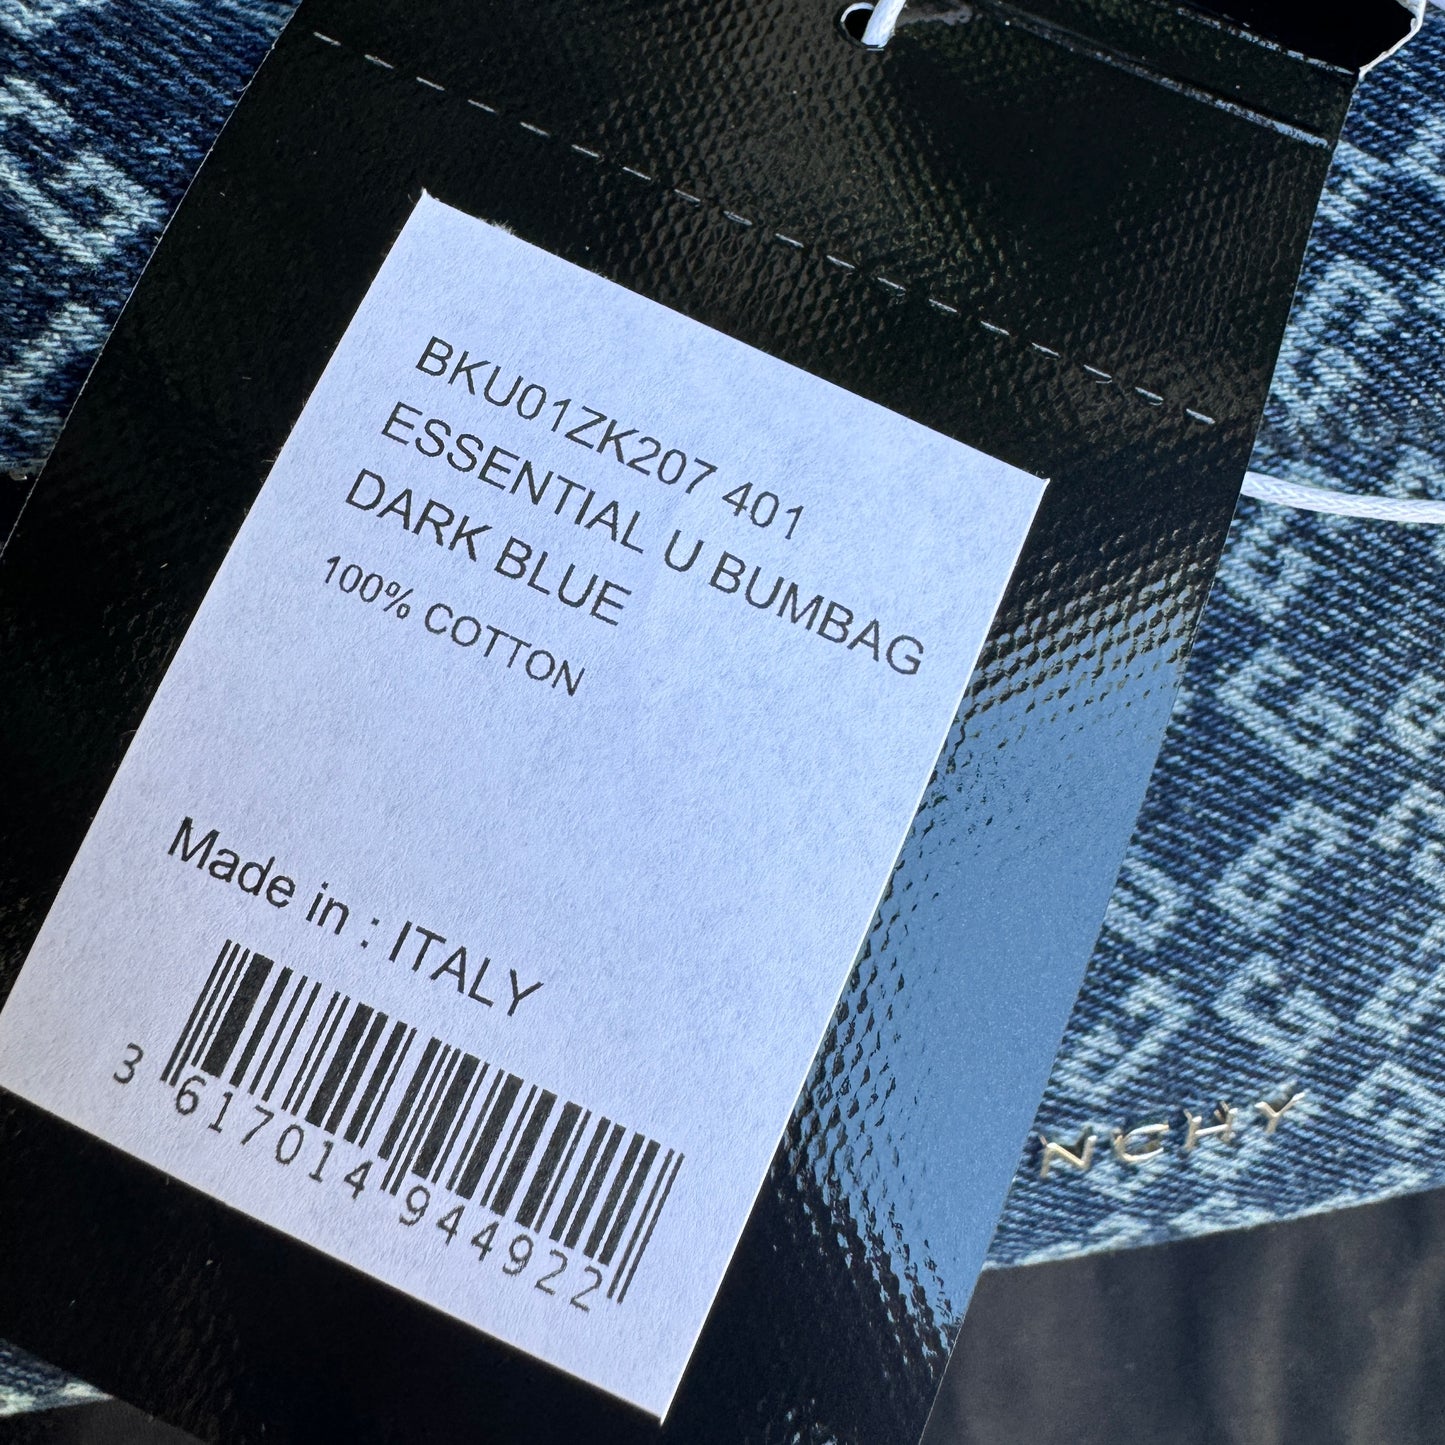 BKU01ZK207 401
ESSENTIAL U BUMBAG
DARK BLUE
100% COTTON
Made in : ITALY
3 617014 944922
NCHY